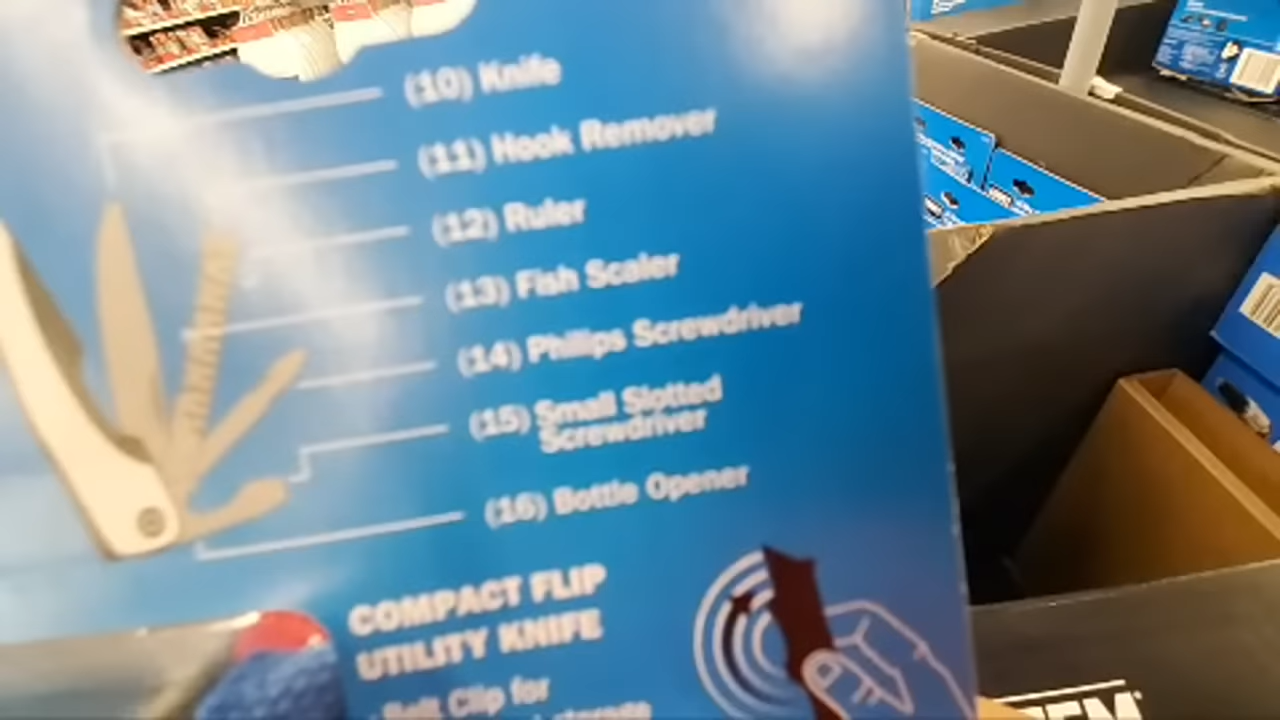 (10) Knife
(11) Hook Remover
(12) Ruler
(13) Fish Scaler
(14) Philips Screwdriver
(15) Small Slotted
Screwdriver
(16) Bottle Opener
COMPACT FLIP
UTILITY KNIFE
Belt Clip for
storage